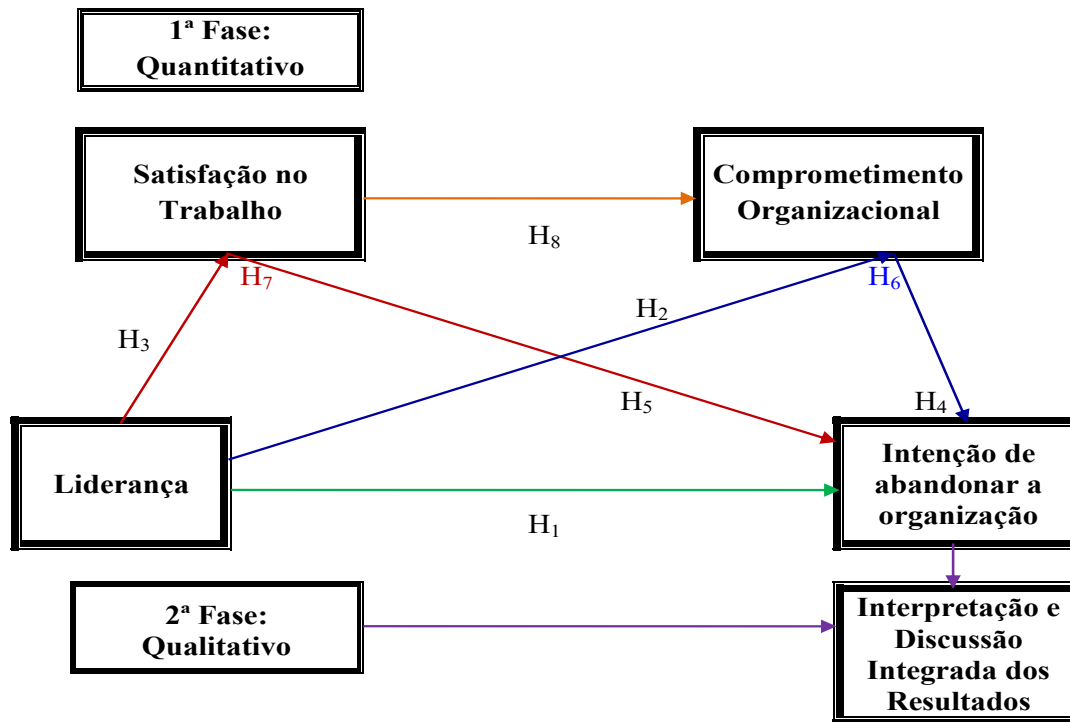 1ª Fase:
Quantitativo
Satisfação no
Trabalho
Comprometimento
Organizacional
H₈
H₇
H₆
H₂
H₃
H₅
H₄
Liderança
Intenção de
abandonar a
organização
H₁
2ª Fase:
Qualitativo
Interpretação e
Discussão
Integrada dos
Resultados